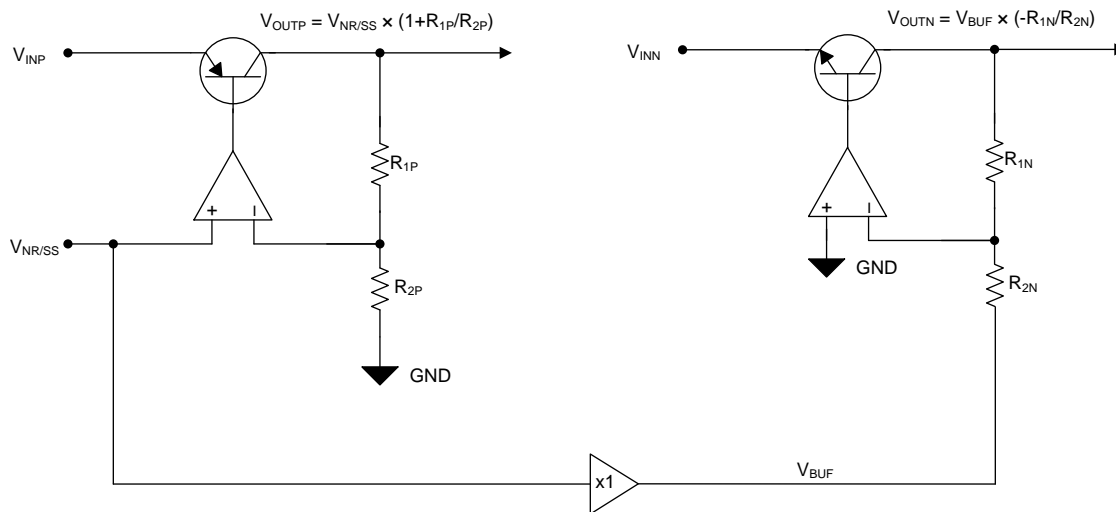 V_OUTP = V_NR/SS × (1+R_1P/R_2P)
V_OUTN = V_BUF × (-R_1N/R_2N)
V_INP
V_INN
R_1P
R_1N
+ –
+ –
V_NR/SS
GND
R_2P
R_2N
GND
x1
V_BUF